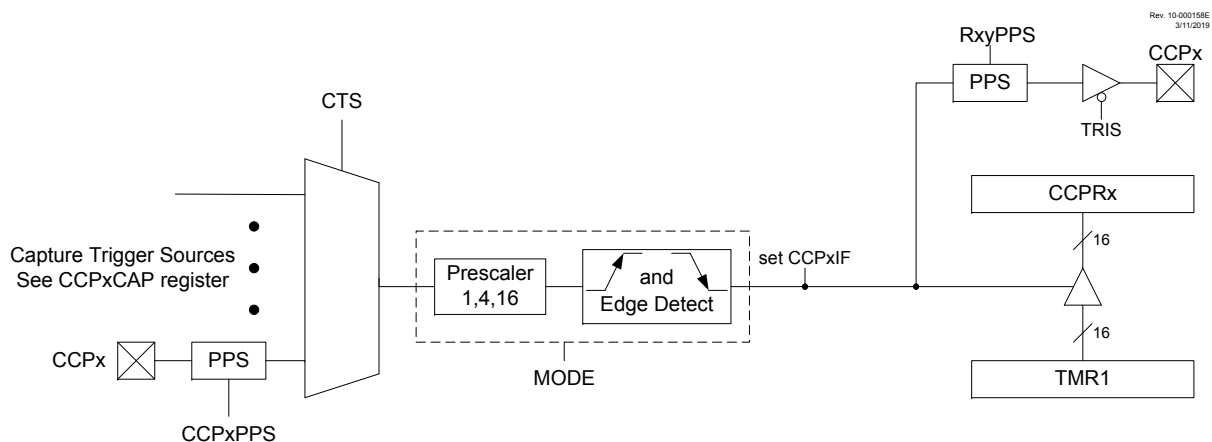 Rev. 10-000158E
3/11/2019
RxyPPS
CCPx
PPS
TRIS
CTS
CCPRx
16
Capture Trigger Sources
See CCPxCAP register
Prescaler
1,4,16
and
Edge Detect
set CCPxIF
16
CCPx
PPS
MODE
TMR1
CCPxPPS